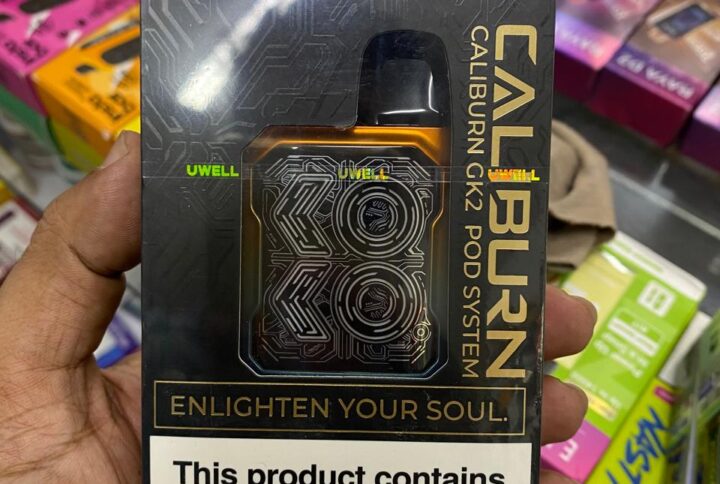 CALIBURN
CALIBURN GK2 POD SYSTEM
UWELL UWELL UWELL
ENLIGHTEN YOUR SOUL.
This product contains